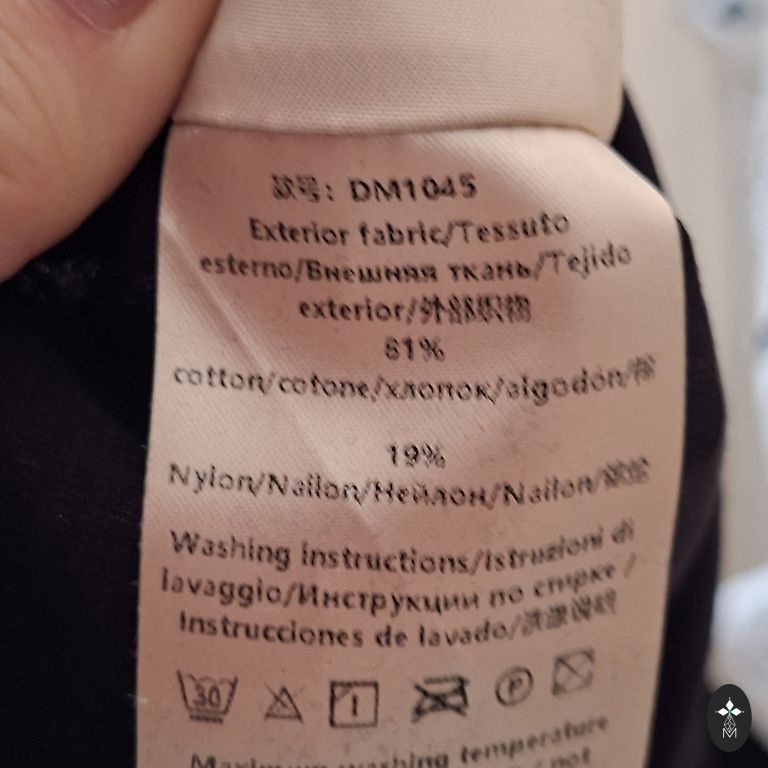 款号: DM1045
Exterior fabric/Tessuto
esterno/Внешняя ткань/Tejido
exterior/外部织物
81%
cotton/cotone/хлопок/algodón/棉
19%
Nylon/Nailon/Нейлон/Nailon/
Washing instructions/Istruzioni di
lavaggio/Инструкции по стирке /
Instrucciones de lavado/洗涤说明
30
P
Maximum washing temperature
not
M